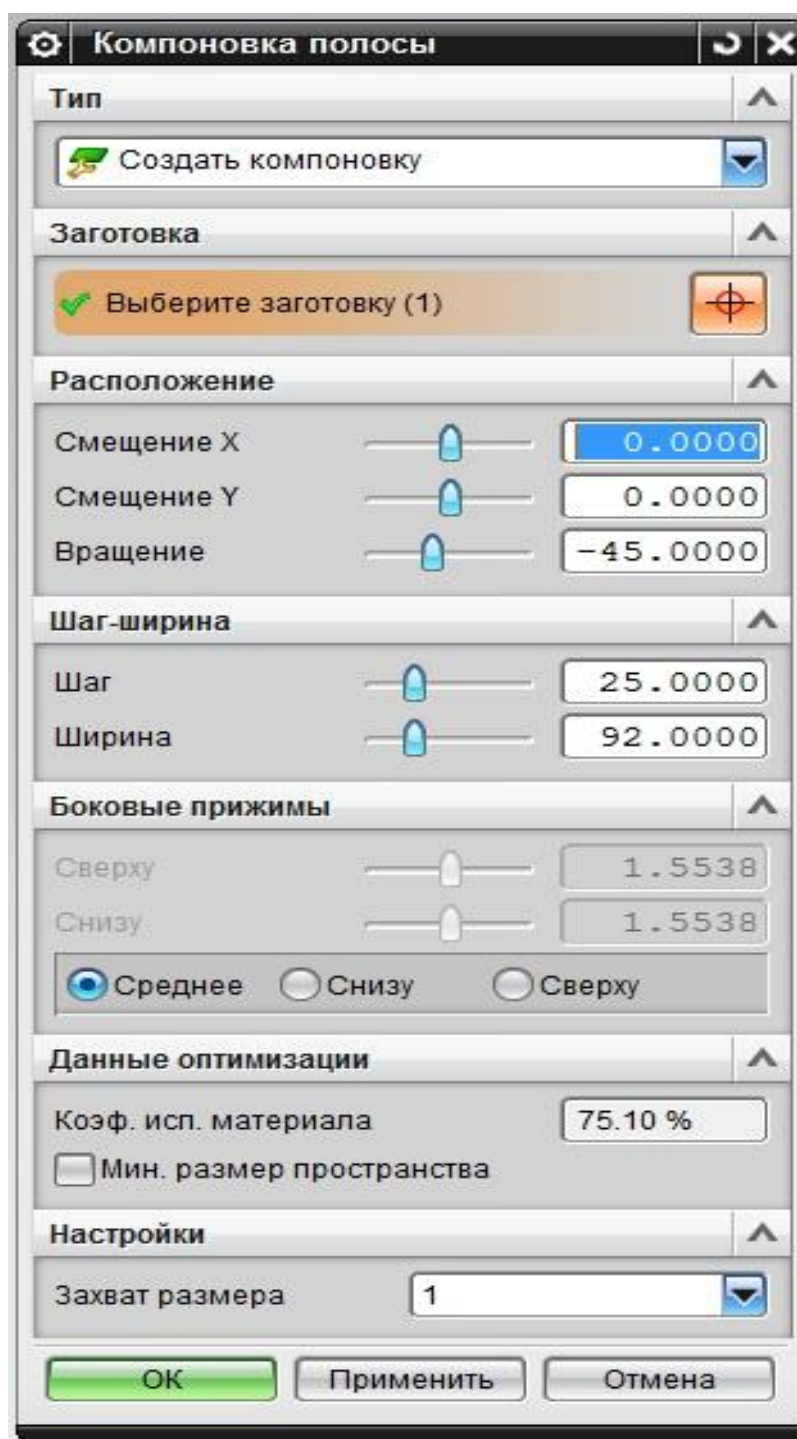 Компоновка полосы
Тип
Создать компоновку
Заготовка
Выберите заготовку (1)
Расположение
Смещение X 0.0000
Смещение Y 0.0000
Вращение -45.0000
Шаг-ширина
Шаг 25.0000
Ширина 92.0000
Боковые прижимы
Сверху 1.5538
Снизу 1.5538
Среднее Снизу Сверху
Данные оптимизации
Коэф. исп. материала 75.10 %
Мин. размер пространства
Настройки
Захват размера 1
ОК Применить Отмена